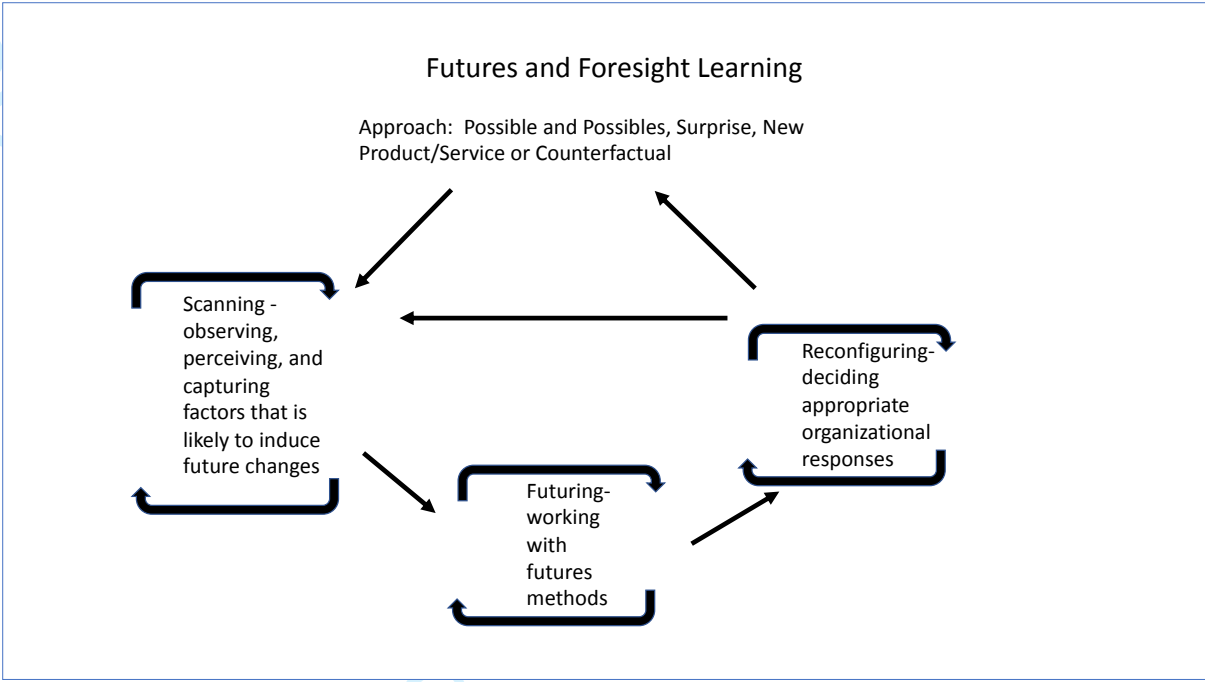 Futures and Foresight Learning
Approach:  Possible and Possibles, Surprise, New
Product/Service or Counterfactual
Scanning -
observing,
perceiving, and
capturing
factors that is
likely to induce
future changes
Futuring-
working
with
futures
methods
Reconfiguring-
deciding
appropriate
organizational
responses